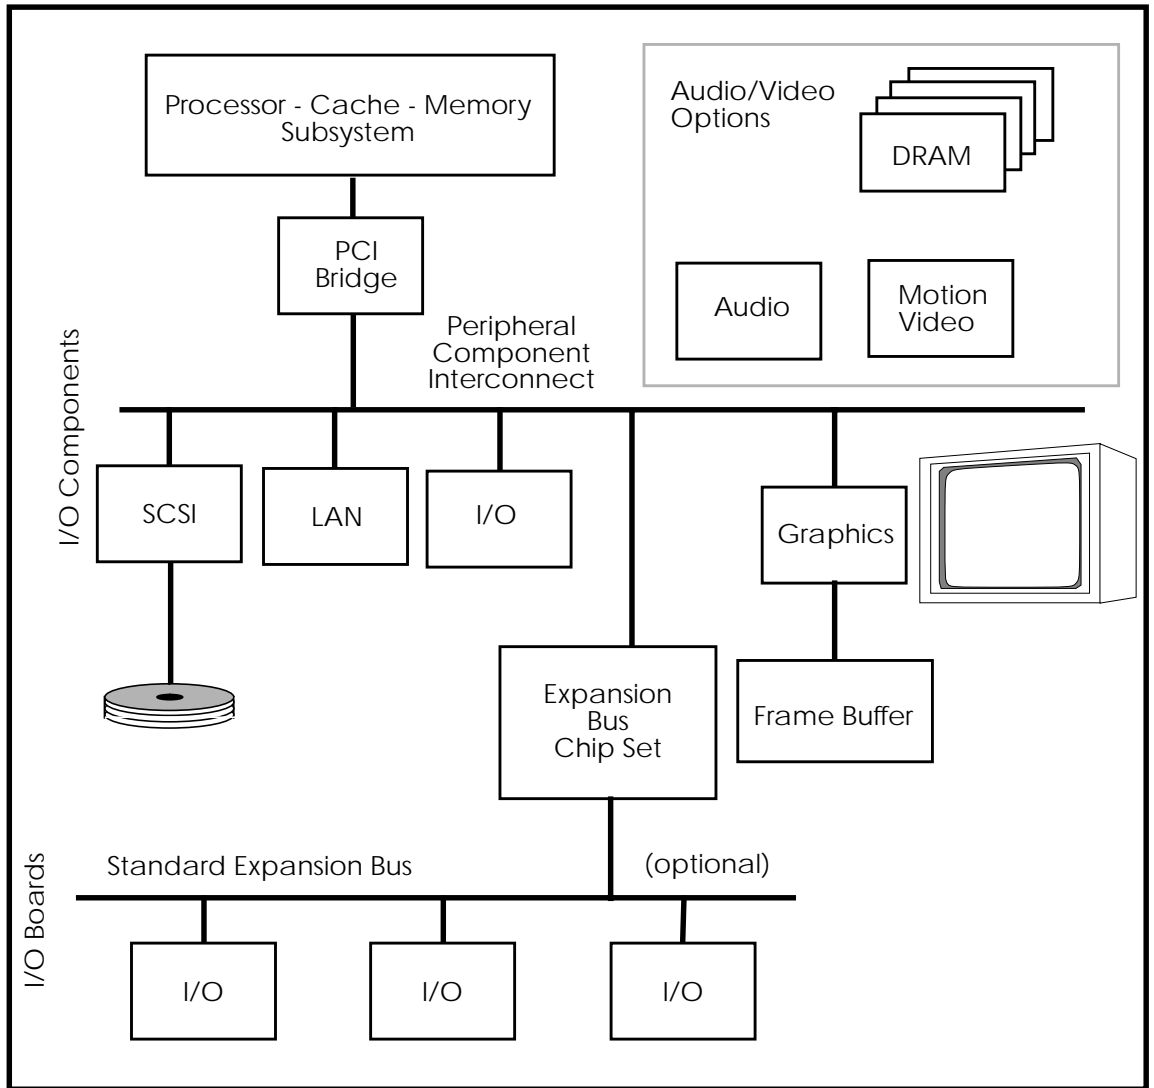 Processor - Cache - Memory
Subsystem
Audio/Video
Options
DRAM
PCI
Bridge
Audio
Motion
Video
Peripheral
Component
Interconnect
I/O Components
SCSI
LAN
I/O
Graphics
Expansion
Bus
Chip Set
Frame Buffer
I/O Boards
Standard Expansion Bus
(optional)
I/O
I/O
I/O